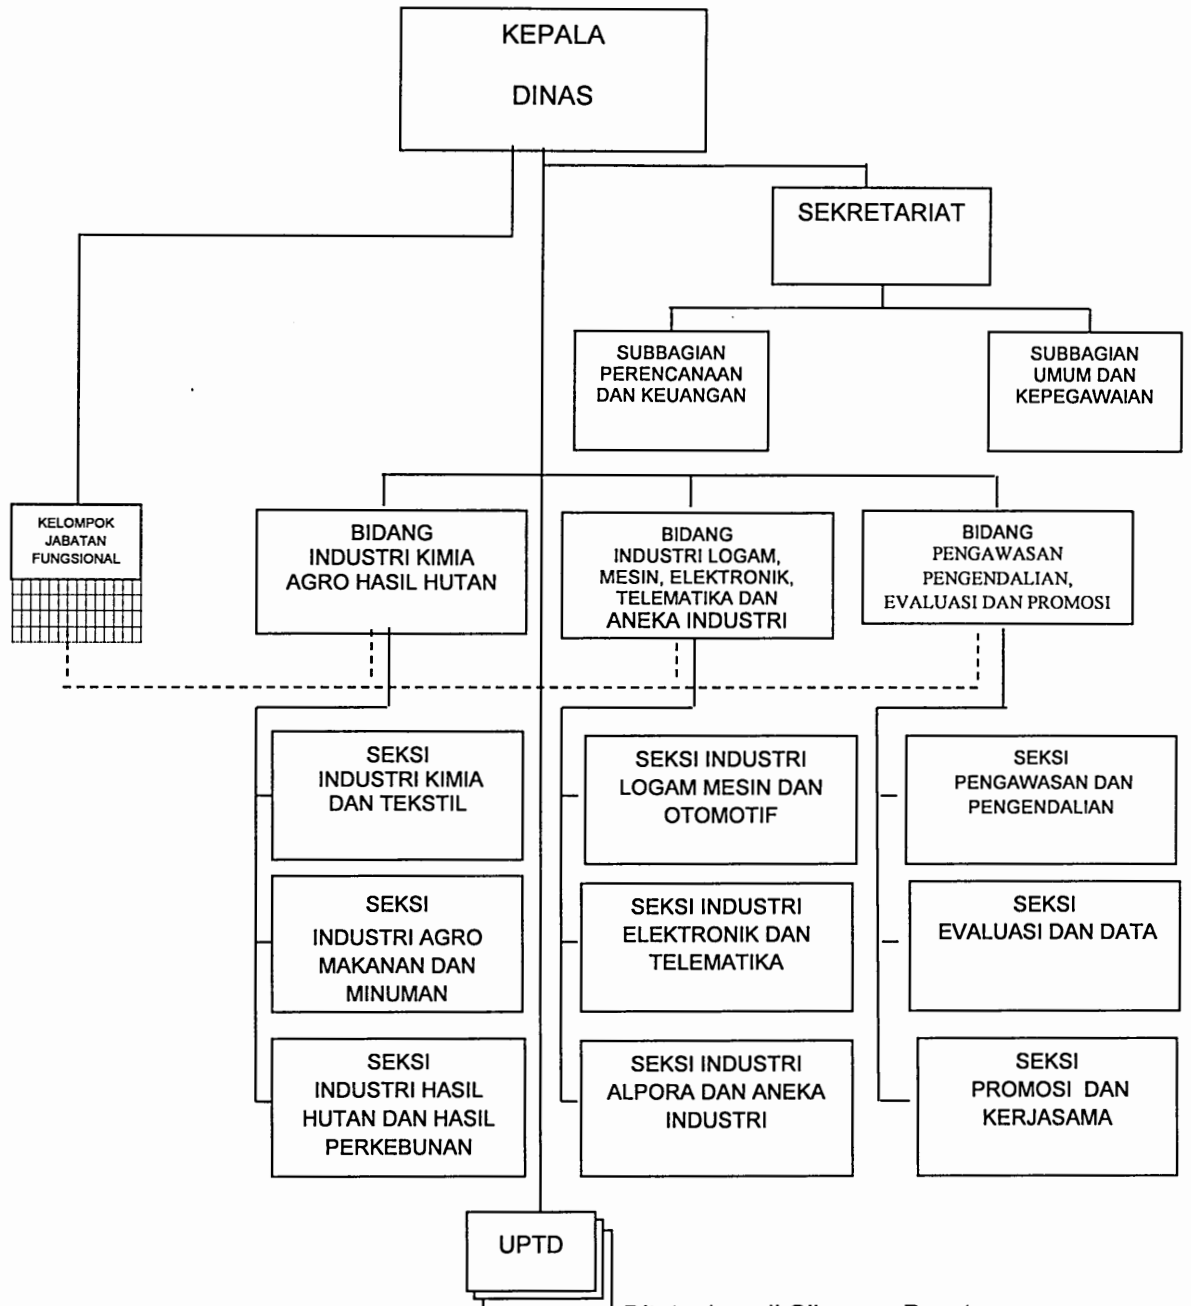 KEPALA
DINAS
SEKRETARIAT
SUBBAGIAN
PERENCANAAN
DAN KEUANGAN
SUBBAGIAN
UMUM DAN
KEPEGAWAIAN
KELOMPOK
JABATAN
FUNGSIONAL
BIDANG
INDUSTRI KIMIA
AGRO HASIL HUTAN
BIDANG
INDUSTRI LOGAM,
MESIN, ELEKTRONIK,
TELEMATIKA DAN
ANEKA INDUSTRI
BIDANG
PENGAWASAN
PENGENDALIAN,
EVALUASI DAN PROMOSI
SEKSI
INDUSTRI KIMIA
DAN TEKSTIL
SEKSI INDUSTRI
LOGAM MESIN DAN
OTOMOTIF
SEKSI
PENGAWASAN DAN
PENGENDALIAN
SEKSI
INDUSTRI AGRO
MAKANAN DAN
MINUMAN
SEKSI INDUSTRI
ELEKTRONIK DAN
TELEMATIKA
SEKSI
EVALUASI DAN DATA
SEKSI
INDUSTRI HASIL
HUTAN DAN HASIL
PERKEBUNAN
SEKSI INDUSTRI
ALPORA DAN ANEKA
INDUSTRI
SEKSI
PROMOSI DAN
KERJASAMA
UPTD